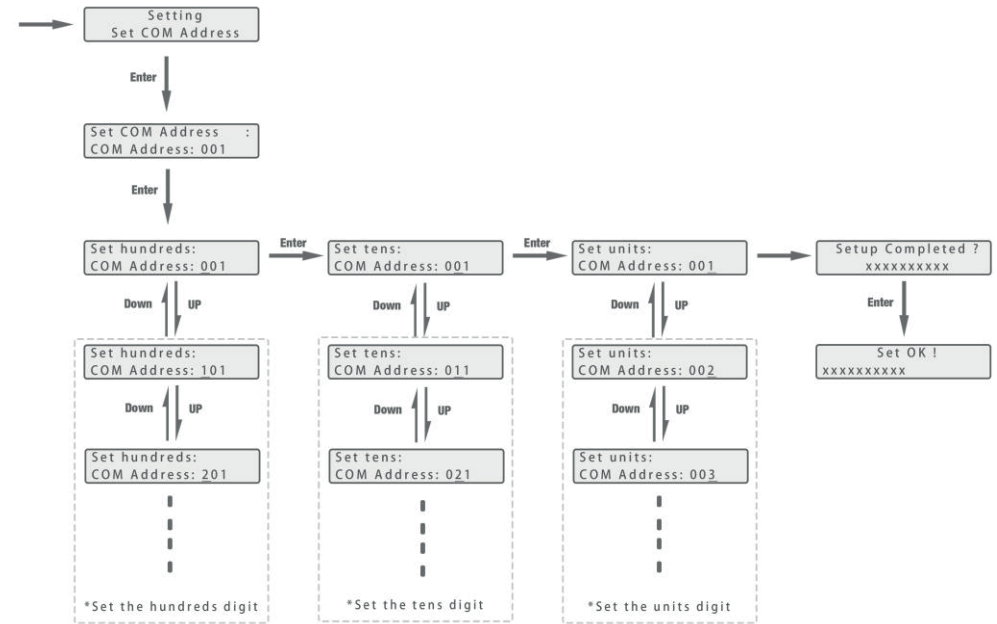 Setting
Set COM Address
Enter
Set COM Address :
COM Address: 001
Enter
Set hundreds:
COM Address: 001
Enter
Set tens:
COM Address: 001
Enter
Set units:
COM Address: 001
Setup Completed ?
xxxxxxxxxx
Down
UP
Down
UP
Down
UP
Enter
Set hundreds:
COM Address: 101
Set tens:
COM Address: 011
Set units:
COM Address: 002
Set OK !
xxxxxxxxxx
Down
UP
Down
UP
Down
UP
Set hundreds:
COM Address: 201
Set tens:
COM Address: 021
Set units:
COM Address: 003
*Set the hundreds digit
*Set the tens digit
*Set the units digit